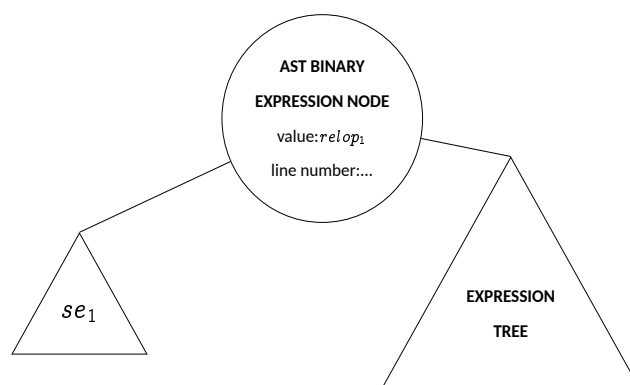 AST BINARY
EXPRESSION NODE
value:relop₁
line number:...
se₁
EXPRESSION
TREE